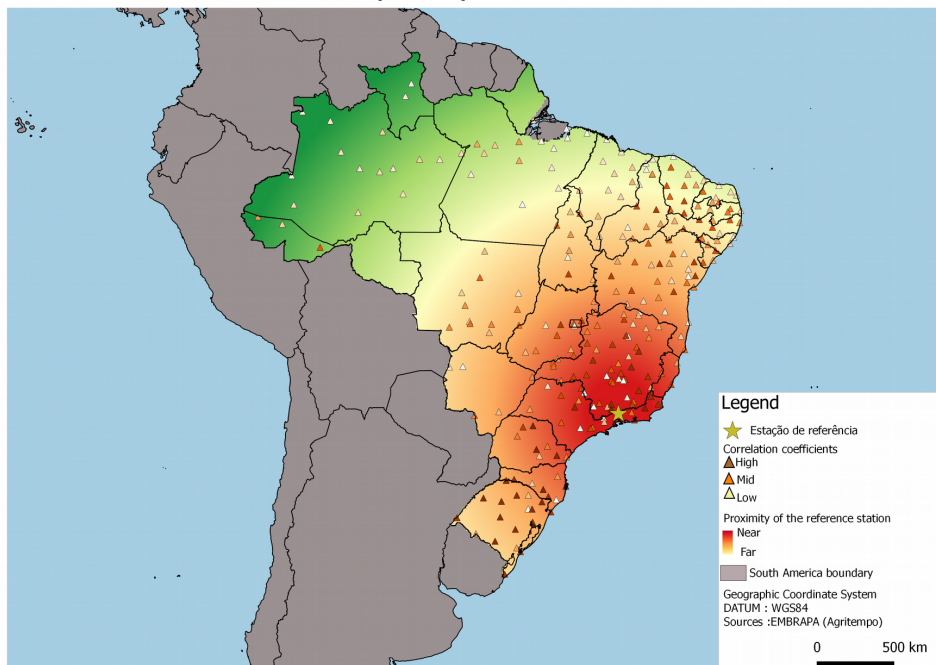 Legend
Estação de referência
Correlation coefficients
High
Mid
Low
Proximity of the reference station
Near
Far
South America boundary
Geographic Coordinate System
DATUM : WGS84
Sources :EMBRAPA (Agritempo)
0 500 km